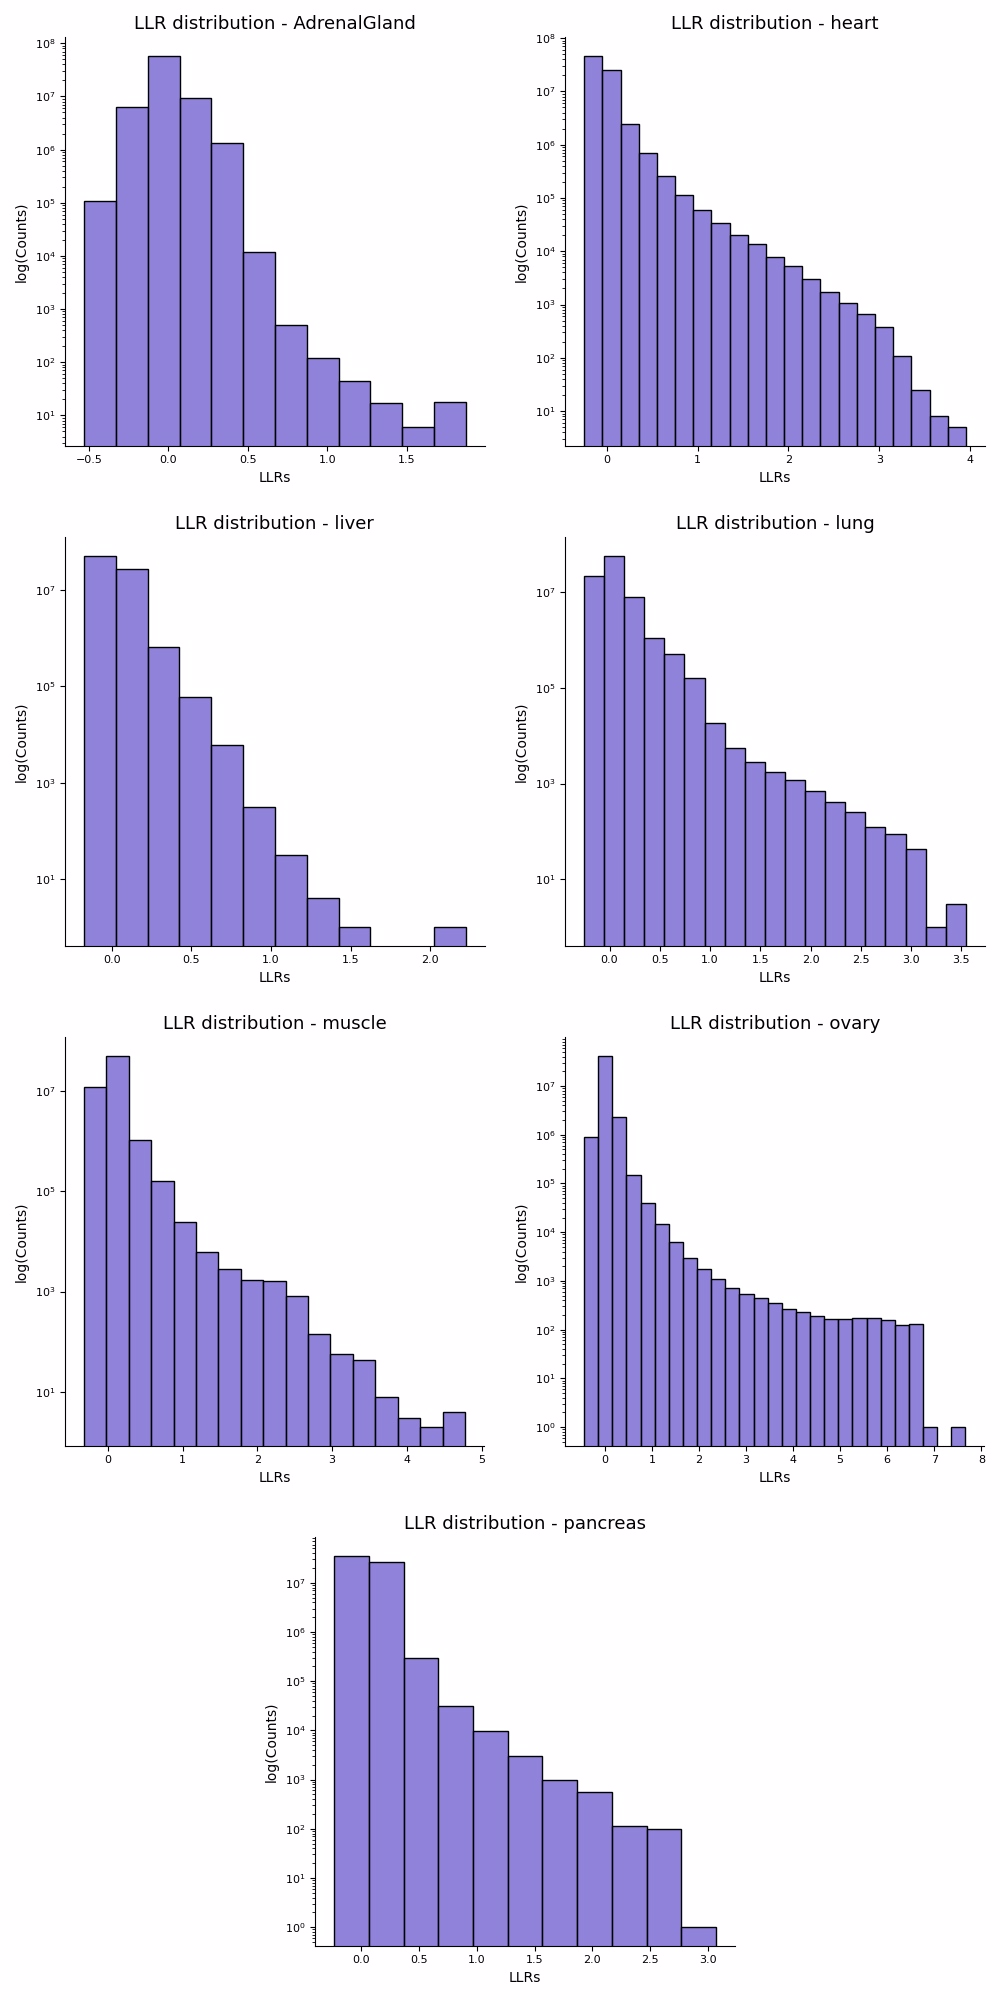 LLR distribution - AdrenalGland
10⁸
10⁷
10⁶
10⁵
10⁴
10³
10²
10¹
log(Counts)
−0.5 0.0 0.5 1.0 1.5
LLRs
LLR distribution - heart
10⁸
10⁷
10⁶
10⁵
10⁴
10³
10²
10¹
log(Counts)
0 1 2 3 4
LLRs
LLR distribution - liver
10⁷
10⁵
10³
10¹
log(Counts)
0.0 0.5 1.0 1.5 2.0
LLRs
LLR distribution - lung
10⁷
10⁵
10³
10¹
log(Counts)
0.0 0.5 1.0 1.5 2.0 2.5 3.0 3.5
LLRs
LLR distribution - muscle
10⁷
10⁵
10³
10¹
log(Counts)
0 1 2 3 4 5
LLRs
LLR distribution - ovary
10⁷
10⁶
10⁵
10⁴
10³
10²
10¹
10⁰
log(Counts)
0 1 2 3 4 5 6 7 8
LLRs
LLR distribution - pancreas
10⁷
10⁶
10⁵
10⁴
10³
10²
10¹
10⁰
log(Counts)
0.0 0.5 1.0 1.5 2.0 2.5 3.0
LLRs